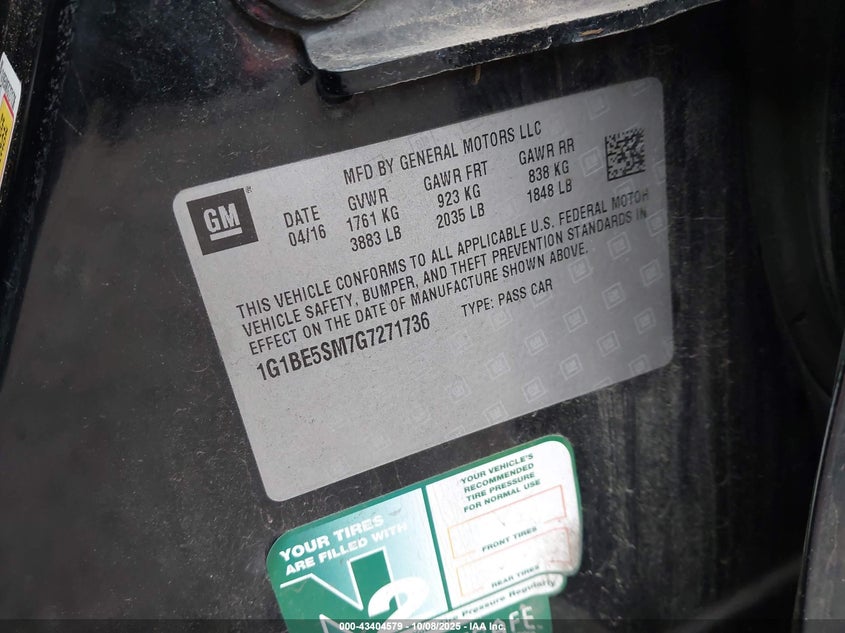 MFD BY GENERAL MOTORS LLC
GM
DATE GVWR GAWR FRT GAWR RR
04/16 1761 KG 923 KG 838 KG
3883 LB 2035 LB 1848 LB
THIS VEHICLE CONFORMS TO ALL APPLICABLE U.S. FEDERAL MOTOR
VEHICLE SAFETY, BUMPER, AND THEFT PREVENTION STANDARDS IN
EFFECT ON THE DATE OF MANUFACTURE SHOWN ABOVE.
1G1BE5SM7G7271736 TYPE: PASS CAR
YOUR TIRES
ARE FILLED WITH
N2
YOUR VEHICLE'S
RECOMMENDED
TIRE PRESSURE
FOR NORMAL USE
FRONT TIRES
REAR TIRES
Pressure Regularly
000-43404579 - 10/08/2025 - IAA Inc.